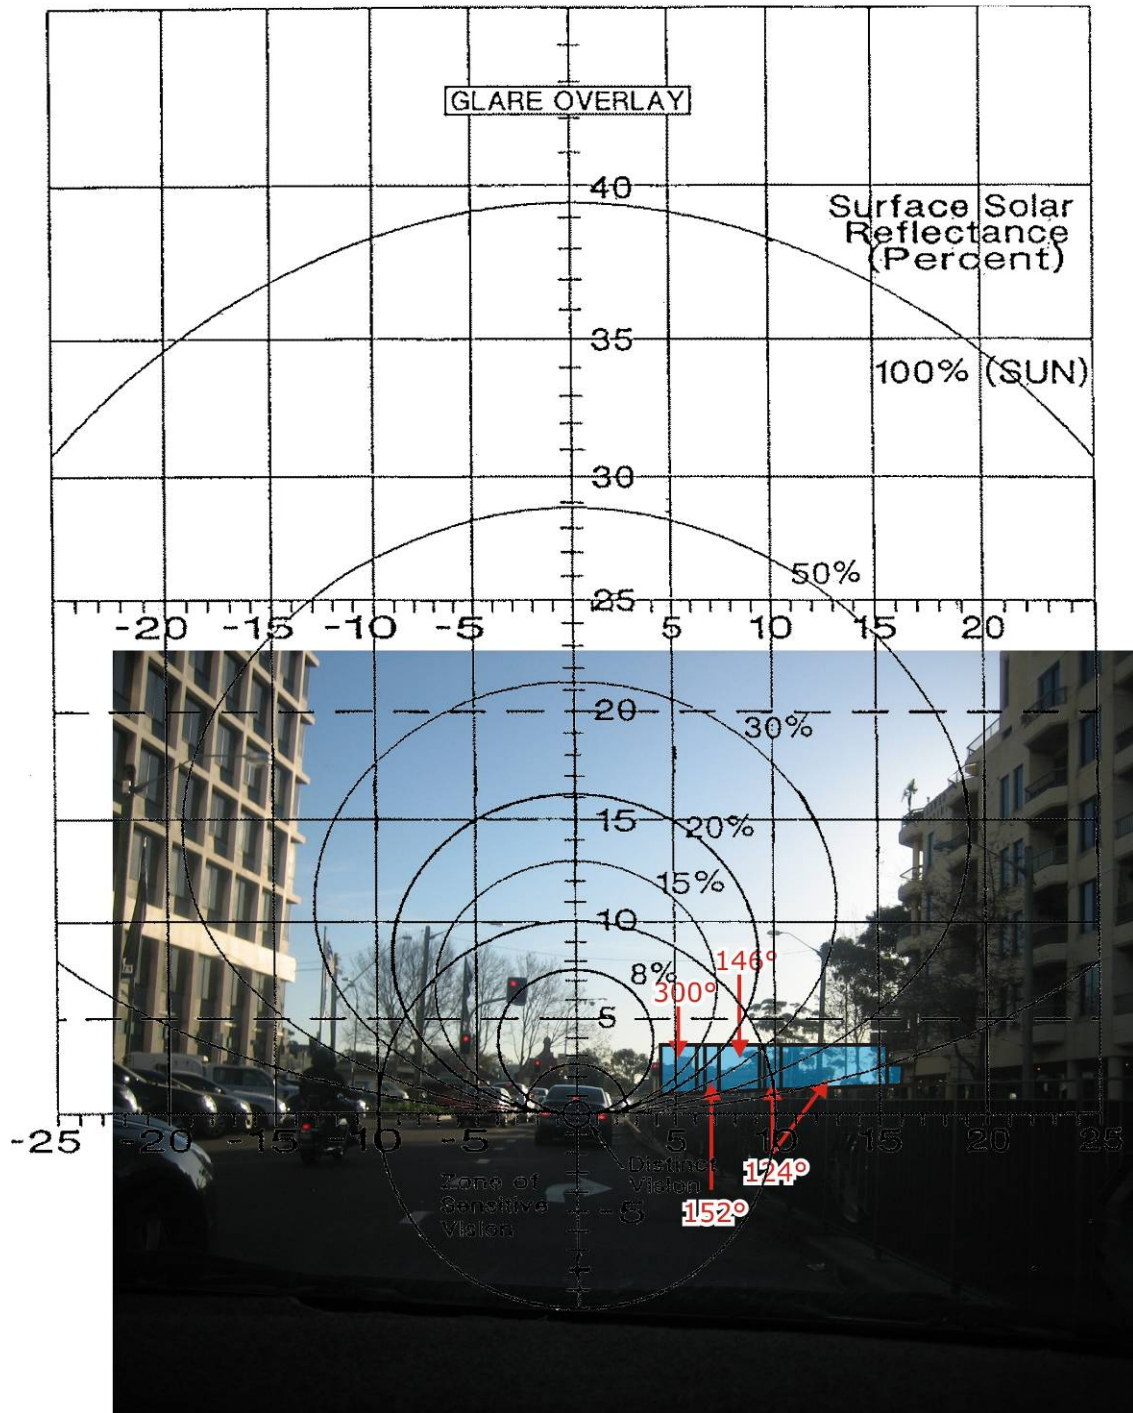 GLARE OVERLAY
40
Surface Solar
Reflectance
(Percent)
35
100% (SUN)
30
50%
25
-20 -15 -10 -5 5 10 15 20
20
30%
15
20%
15%
10
8%
146°
300°
5
-25 -20 -15 -10 -5 5 10 15 20 25
Distinct
Vision
124°
Zone of
Sensitive
Vision
-5
152°